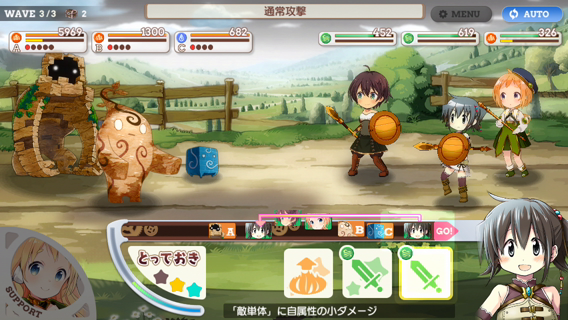 WAVE 3/3 2
通常攻撃
MENU
AUTO
5969
A
1300
B
682
C
452
619
326
A
B
C
GO!
とっておき
SUPPORT
「敵単体」に自属性の小ダメージ